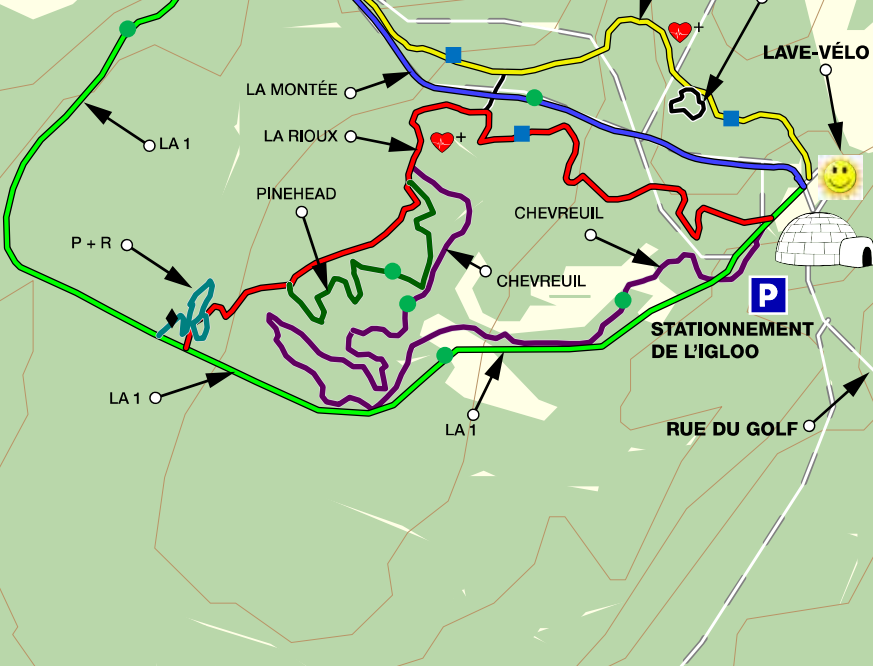 LAVE-VÉLO
LA MONTÉE
LA 1
LA RIOUX
+
+
PINEHEAD
CHEVREUIL
P + R
CHEVREUIL
P
STATIONNEMENT
DE L'IGLOO
LA 1
LA 1
RUE DU GOLF